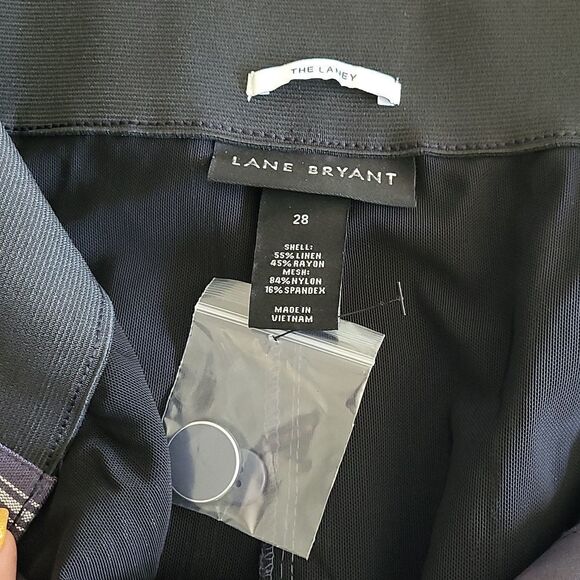 THE LANEY
LANE BRYANT
28
SHELL:
55% LINEN
45% RAYON
MESH:
84% NYLON
16% SPANDEX
MADE IN
VIETNAM